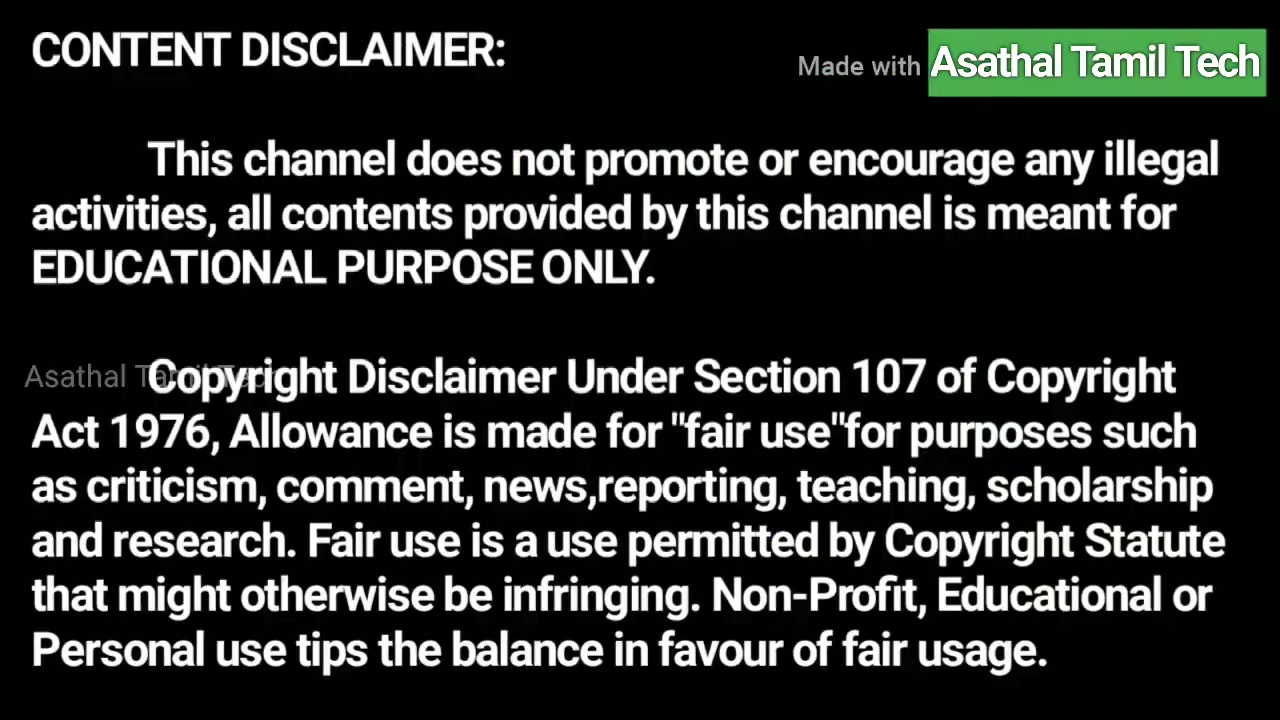 CONTENT DISCLAIMER:
Made with Asathal Tamil Tech
This channel does not promote or encourage any illegal
activities, all contents provided by this channel is meant for
EDUCATIONAL PURPOSE ONLY.
Asathal Tamil Tech
Copyright Disclaimer Under Section 107 of Copyright
Act 1976, Allowance is made for "fair use"for purposes such
as criticism, comment, news,reporting, teaching, scholarship
and research. Fair use is a use permitted by Copyright Statute
that might otherwise be infringing. Non-Profit, Educational or
Personal use tips the balance in favour of fair usage.